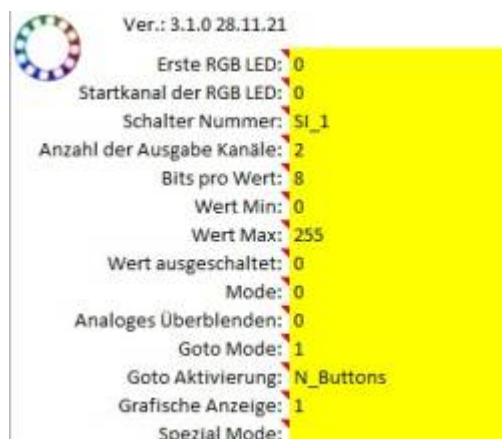 Ver.: 3.1.0 28.11.21
Erste RGB LED: 0
Startkanal der RGB LED: 0
Schalter Nummer: SI_1
Anzahl der Ausgabe Kanäle: 2
Bits pro Wert: 8
Wert Min: 0
Wert Max: 255
Wert ausgeschaltet: 0
Mode: 0
Analoges Überblenden: 0
Goto Mode: 1
Goto Aktivierung: N_Buttons
Grafische Anzeige: 1
Spezial Mode: